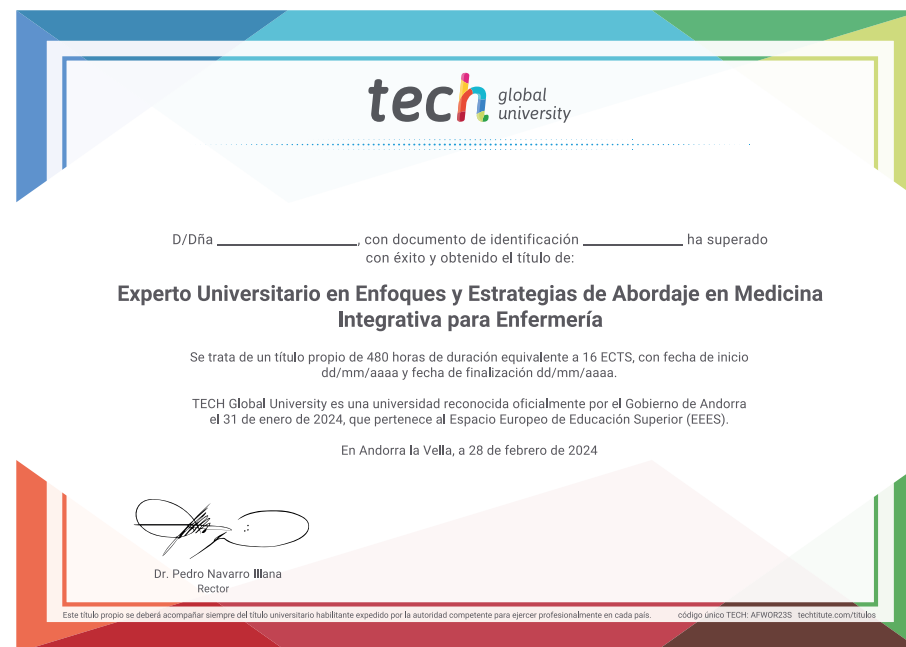 tech global university
D/Dña ____________________, con documento de identificación ______________ ha superado
con éxito y obtenido el título de:
Experto Universitario en Enfoques y Estrategias de Abordaje en Medicina
Integrativa para Enfermería
Se trata de un título propio de 480 horas de duración equivalente a 16 ECTS, con fecha de inicio
dd/mm/aaaa y fecha de finalización dd/mm/aaaa.
TECH Global University es una universidad reconocida oficialmente por el Gobierno de Andorra
el 31 de enero de 2024, que pertenece al Espacio Europeo de Educación Superior (EEES).
En Andorra la Vella, a 28 de febrero de 2024
Dr. Pedro Navarro Illana
Rector
Este título propio se deberá acompañar siempre del título universitario habilitante expedido por la autoridad competente para ejercer profesionalmente en cada país. código único TECH: AFWOR23S techtitute.com/titulos